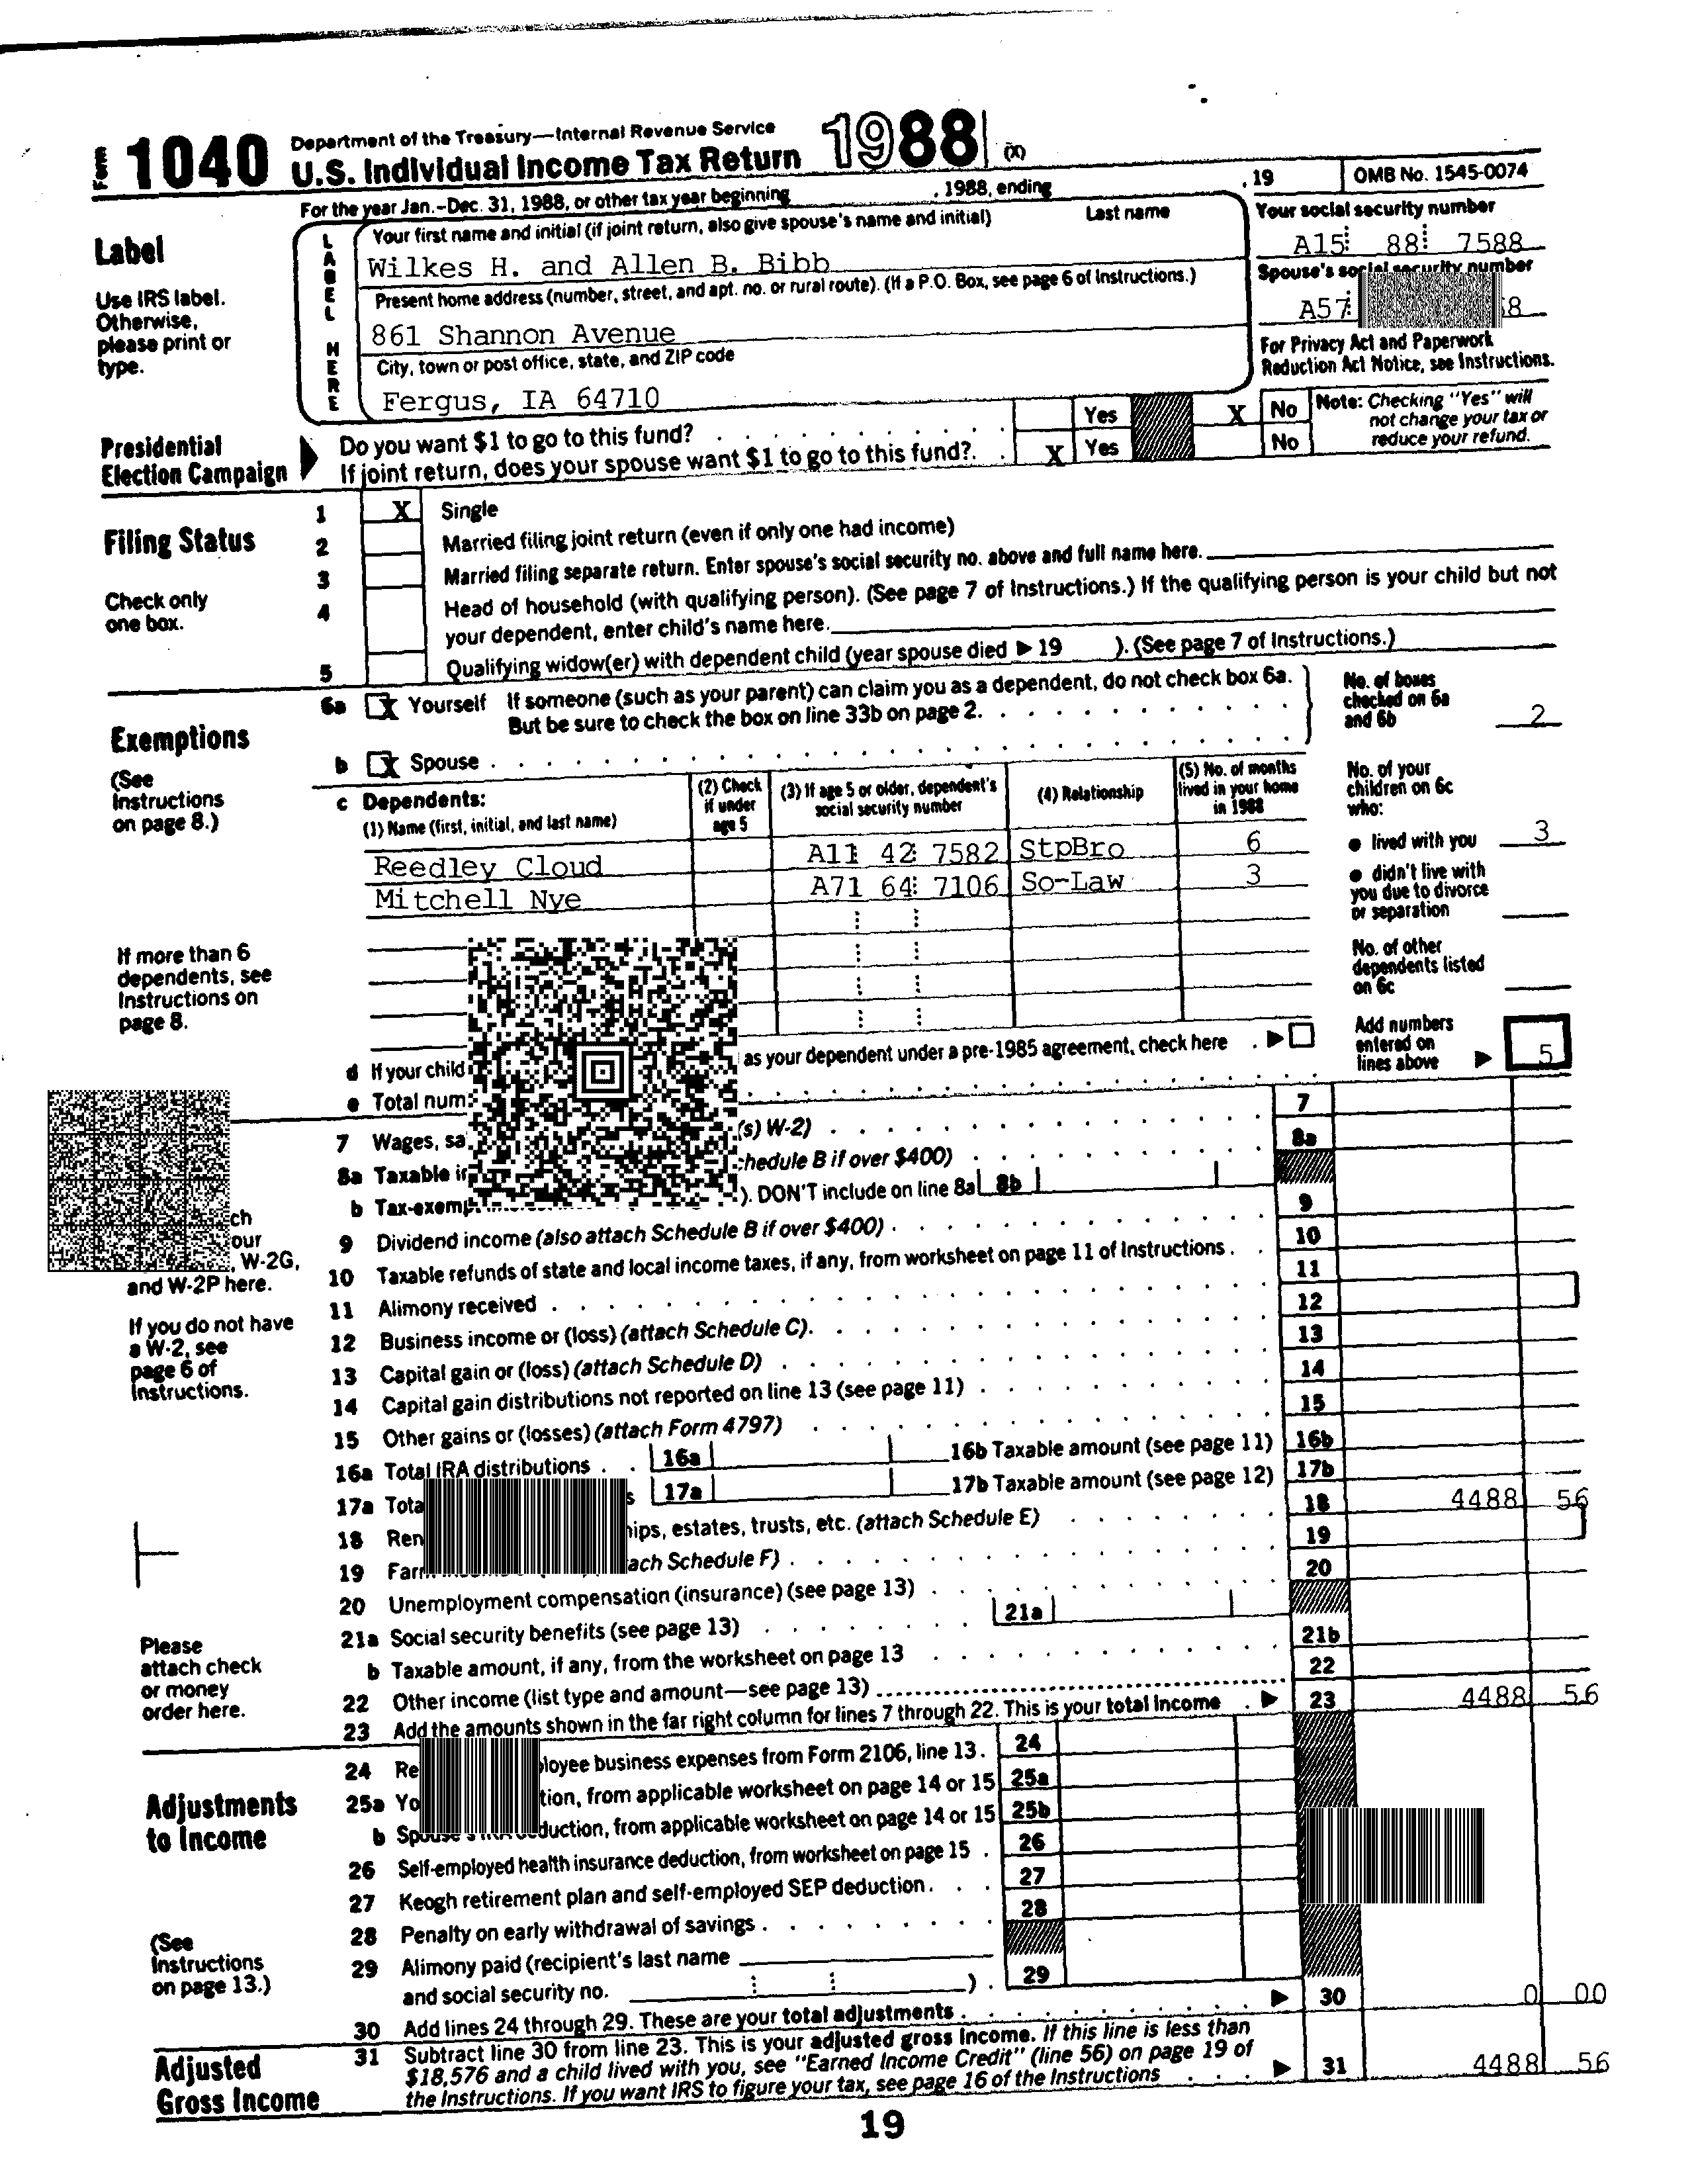 Form 1040 Department of the Treasury—Internal Revenue Service
U.S. Individual Income Tax Return 1988 (X)
For the year Jan.-Dec. 31, 1988, or other tax year beginning , 1988, ending , 19 OMB No. 1545-0074
Label
Use IRS label. Otherwise, please print or type.
LABEL HERE
Your first name and initial (if joint return, also give spouse's name and initial) Last name
Wilkes H. and Allen B. Bibb
Your social security number
A15 88 7588
Present home address (number, street, and apt. no. or rural route). (If a P.O. Box, see page 6 of Instructions.)
861 Shannon Avenue
Spouse's social security number
A57 8
City, town or post office, state, and ZIP code
Fergus, IA 64710
For Privacy Act and Paperwork Reduction Act Notice, see Instructions.
Presidential Election Campaign
Do you want $1 to go to this fund? Yes X No
If joint return, does your spouse want $1 to go to this fund? X Yes No
Note: Checking "Yes" will not change your tax or reduce your refund.
Filing Status
Check only one box.
1 X Single
2 Married filing joint return (even if only one had income)
3 Married filing separate return. Enter spouse's social security no. above and full name here.
4 Head of household (with qualifying person). (See page 7 of Instructions.) If the qualifying person is your child but not
your dependent, enter child's name here.
5 Qualifying widow(er) with dependent child (year spouse died ▶ 19 ). (See page 7 of Instructions.)
Exemptions
(See Instructions on page 8.)
6a X Yourself If someone (such as your parent) can claim you as a dependent, do not check box 6a.
But be sure to check the box on line 33b on page 2.
b X Spouse
No. of boxes checked on 6a and 6b 2
c Dependents:
(1) Name (first, initial, and last name)
(2) Check if under age 5
(3) If age 5 or older, dependent's social security number
(4) Relationship
(5) No. of months lived in your home in 1988
Reedley Cloud A11 42 7582 StpBro 6
Mitchell Nye A71 64 7106 So-Law 3
No. of your children on 6c who:
● lived with you 3
● didn't live with you due to divorce or separation
No. of other dependents listed on 6c
If more than 6 dependents, see Instructions on page 8.
d If your child as your dependent under a pre-1985 agreement, check here ▶
e Total num
Add numbers entered on lines above ▶ 5
ch
our
, W-2G,
and W-2P here.
If you do not have a W-2, see page 6 of Instructions.
7 Wages, sa (s) W-2) 7
8a Taxable in chedule B if over $400) 8a
b Tax-exemp ). DON'T include on line 8a 8b
9 Dividend income (also attach Schedule B if over $400) 9
10 Taxable refunds of state and local income taxes, if any, from worksheet on page 11 of Instructions 10
11 Alimony received 11
12 Business income or (loss) (attach Schedule C) 12
13 Capital gain or (loss) (attach Schedule D) 13
14 Capital gain distributions not reported on line 13 (see page 11) 14
15 Other gains or (losses) (attach Form 4797) 15
16a Total IRA distributions 16a 16b Taxable amount (see page 11) 16b
17a Tota s 17a 17b Taxable amount (see page 12) 17b
18 Ren hips, estates, trusts, etc. (attach Schedule E) 18 4488 56
19 Farm ach Schedule F) 19
20 Unemployment compensation (insurance) (see page 13) 20
21a Social security benefits (see page 13) 21a
b Taxable amount, if any, from the worksheet on page 13 21b
22 Other income (list type and amount—see page 13) 22
23 Add the amounts shown in the far right column for lines 7 through 22. This is your total income ▶ 23 4488 56
Please attach check or money order here.
Adjustments to Income
(See Instructions on page 13.)
24 Re ployee business expenses from Form 2106, line 13 24
25a Yo tion, from applicable worksheet on page 14 or 15 25a
b Spouse's IRA deduction, from applicable worksheet on page 14 or 15 25b
26 Self-employed health insurance deduction, from worksheet on page 15 26
27 Keogh retirement plan and self-employed SEP deduction 27
28 Penalty on early withdrawal of savings 28
29 Alimony paid (recipient's last name
and social security no. ) 29
30 Add lines 24 through 29. These are your total adjustments ▶ 30 0 00
Adjusted Gross Income
31 Subtract line 30 from line 23. This is your adjusted gross income. If this line is less than
$18,576 and a child lived with you, see "Earned Income Credit" (line 56) on page 19 of
the Instructions. If you want IRS to figure your tax, see page 16 of the Instructions ▶ 31 4488 56
19